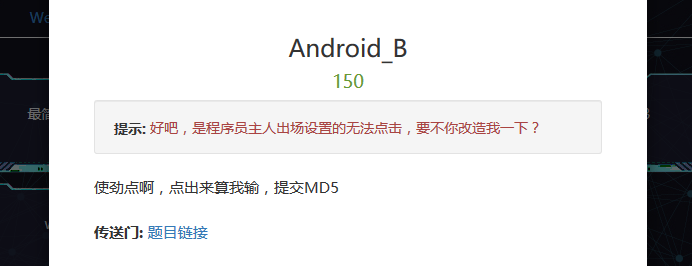 We
Android_B
150
提示: 好吧，是程序员主人出场设置的无法点击，要不你改造我一下？
最简
使劲点啊，点出来算我输，提交MD5
传送门: 题目链接